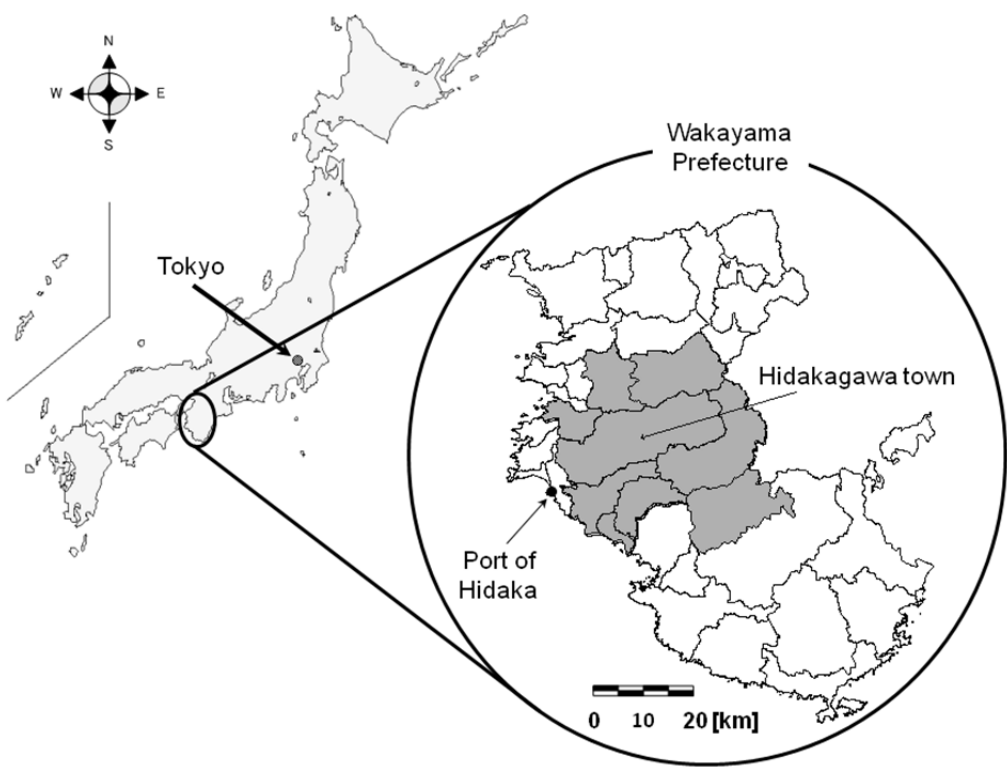 N
W E
S
Wakayama
Prefecture
Tokyo
Hidakagawa town
Port of
Hidaka
0 10 20 [km]